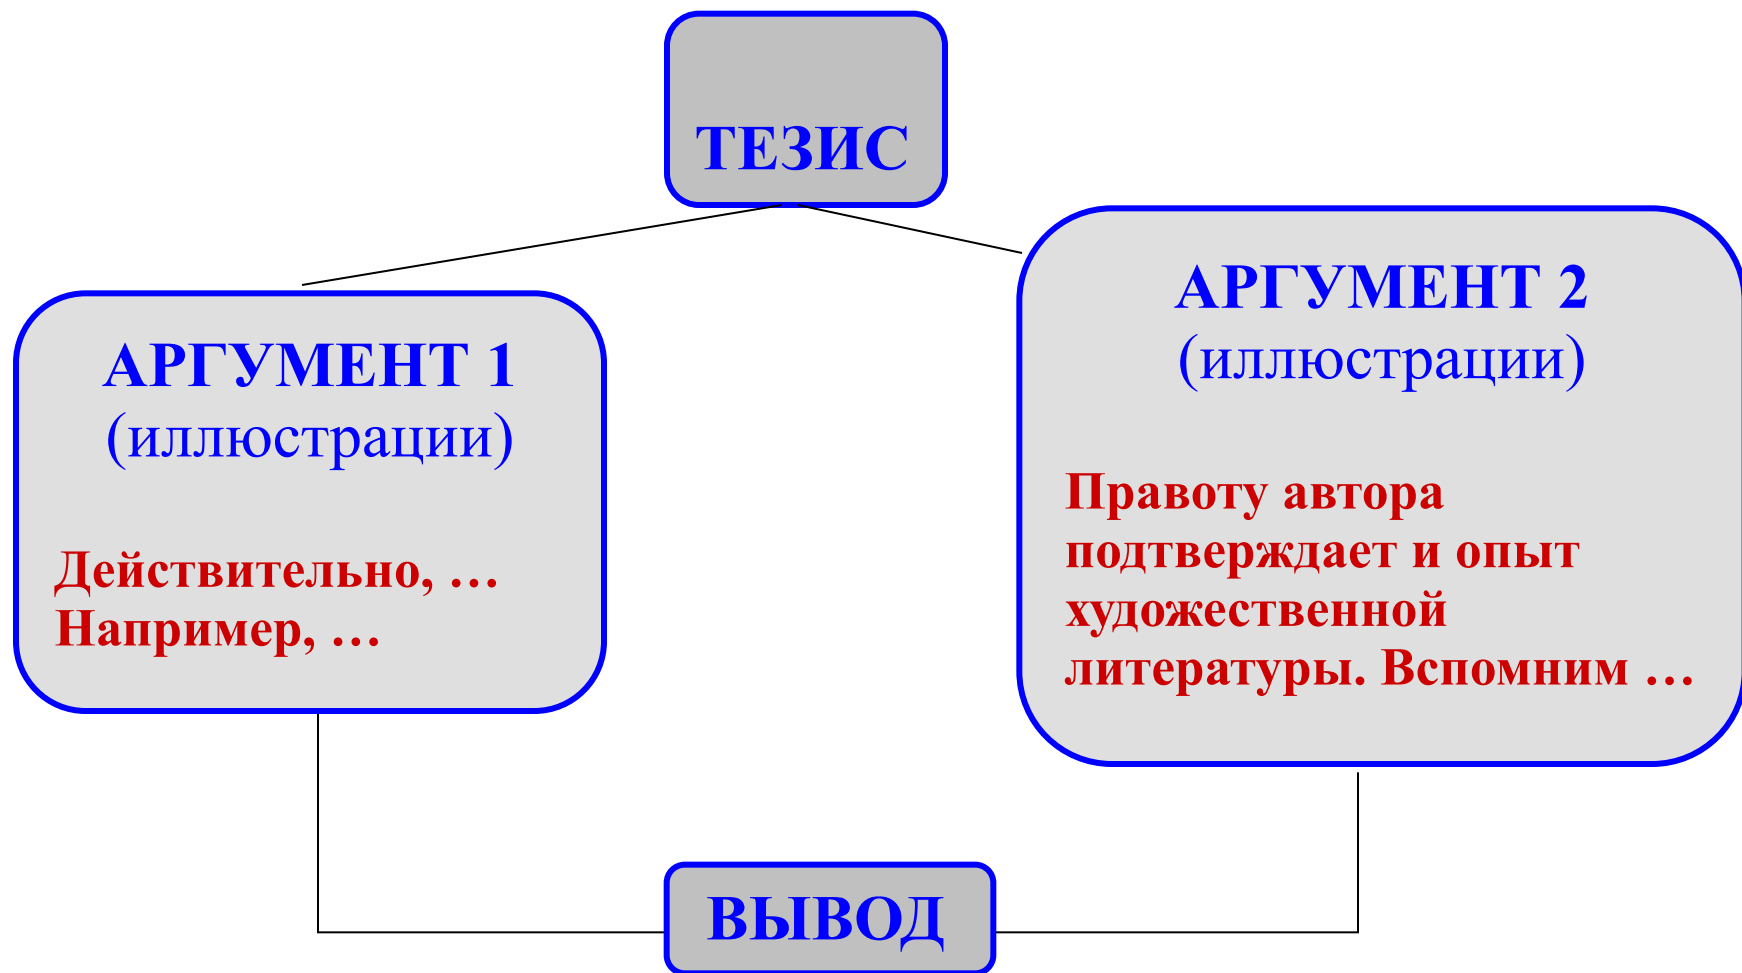 ТЕЗИС
АРГУМЕНТ 1
(иллюстрации)
Действительно, …
Например, …
АРГУМЕНТ 2
(иллюстрации)
Правоту автора
подтверждает и опыт
художественной
литературы. Вспомним …
ВЫВОД